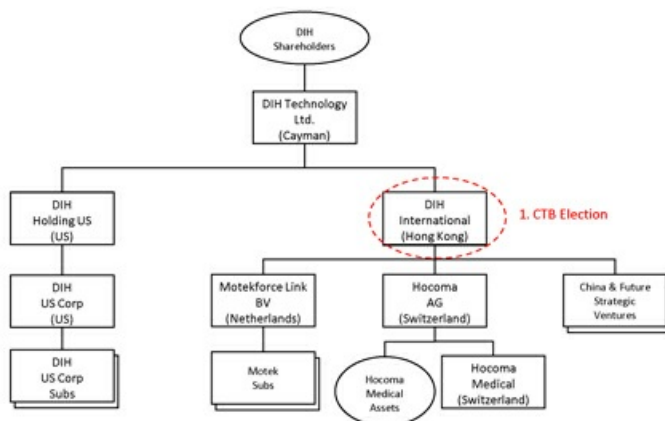 DIH
Shareholders
DIH Technology
Ltd.
(Cayman)
DIH
Holding US
(US)
DIH
International
(Hong Kong)
1. CTB Election
DIH
US Corp
(US)
Motekforce Link
BV
(Netherlands)
Hocoma
AG
(Switzerland)
China & Future
Strategic
Ventures
DIH
US Corp
Subs
Motek
Subs
Hocoma
Medical
Assets
Hocoma
Medical
(Switzerland)